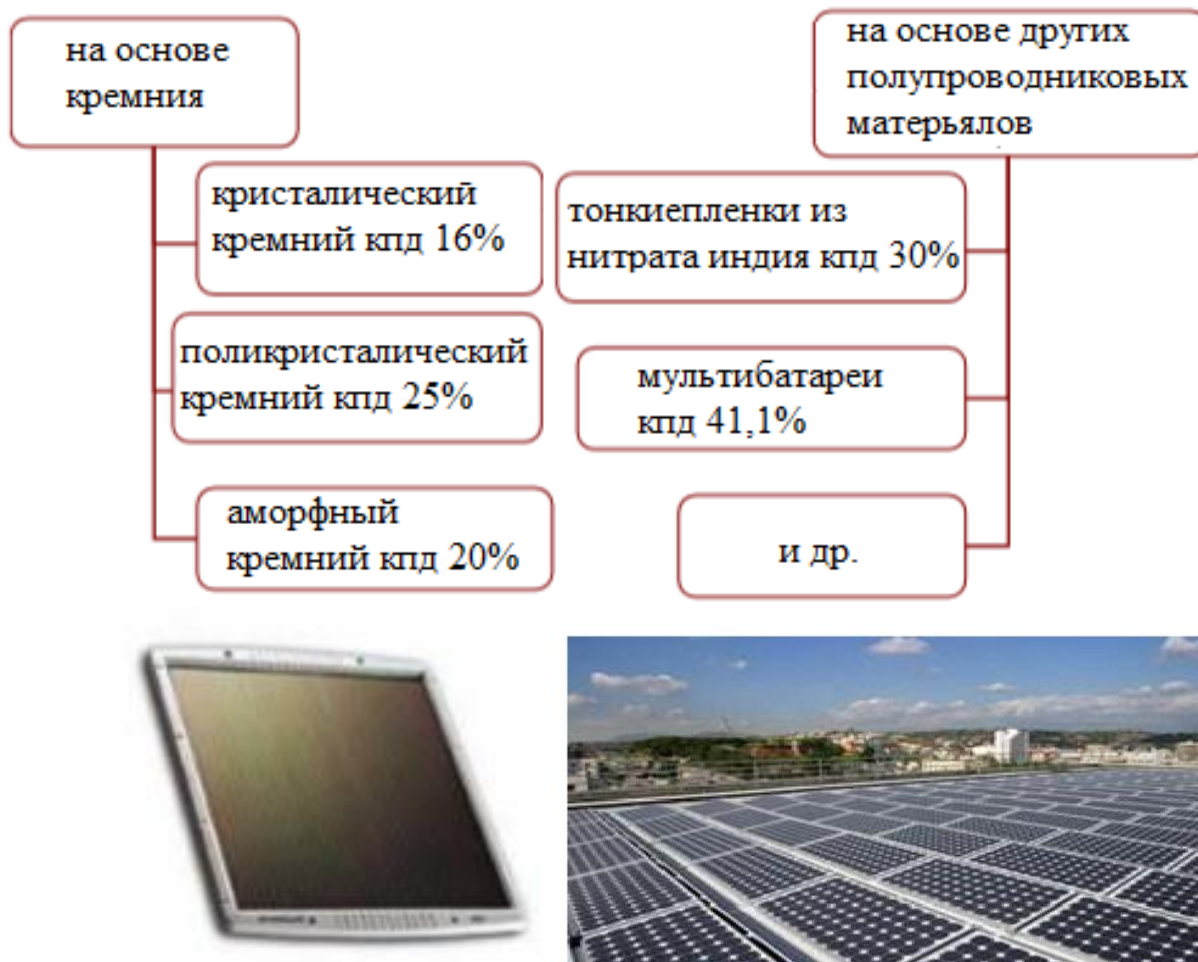 на основе
кремния
кристалический
кремний кпд 16%
поликристалический
кремний кпд 25%
аморфный
кремний кпд 20%
на основе других
полупроводниковых
матерьялов
тонкиепленки из
нитрата индия кпд 30%
мультибатареи
кпд 41,1%
и др.